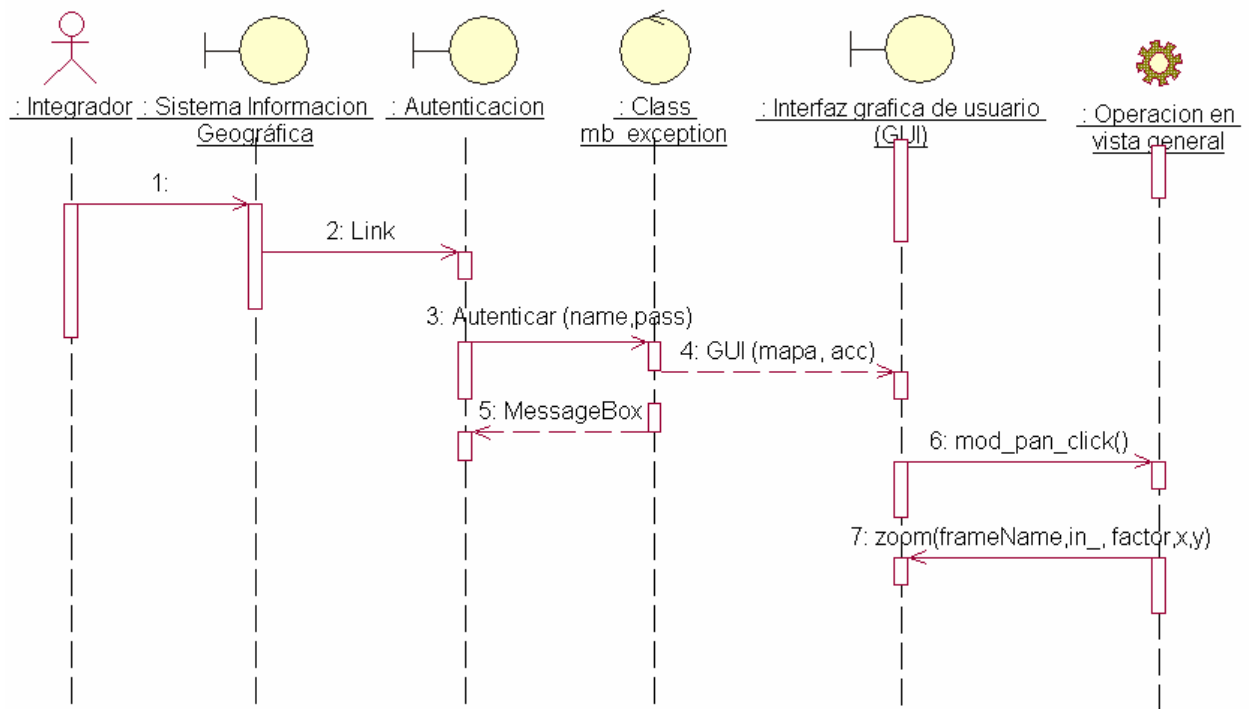 : Integrador
: Sistema Informacion
Geográfica
: Autenticacion
: Class
mb_exception
: Interfaz grafica de usuario
(GUI)
: Operacion en
vista general
1:
2: Link
3: Autenticar (name,pass)
4: GUI (mapa, acc)
5: MessageBox
6: mod_pan_click()
7: zoom(frameName,in_, factor,x,y)